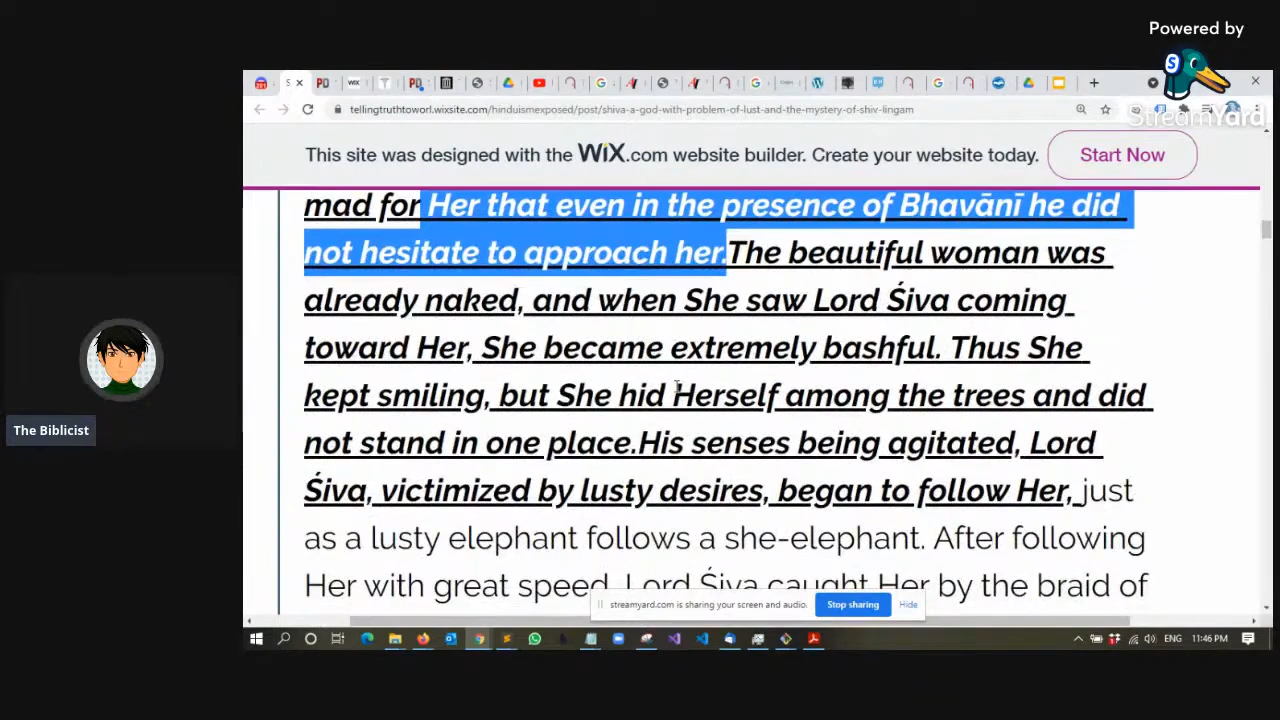 Powered by
StreamYard
tellingtruthtoworl.wixsite.com/hinduismexposed/post/shiva-a-god-with-problem-of-lust-and-the-mystery-of-shiv-lingam
This site was designed with the WiX.com website builder. Create your website today.
Start Now
mad for Her that even in the presence of Bhavānī he did
not hesitate to approach her.The beautiful woman was
already naked, and when She saw Lord Śiva coming
toward Her, She became extremely bashful. Thus She
kept smiling, but She hid Herself among the trees and did
not stand in one place.His senses being agitated, Lord
Śiva, victimized by lusty desires, began to follow Her, just
as a lusty elephant follows a she-elephant. After following
Her with great speed, Lord Śiva caught Her by the braid of
The Biblicist
streamyard.com is sharing your screen and audio.
Stop sharing
Hide
ENG
11:46 PM